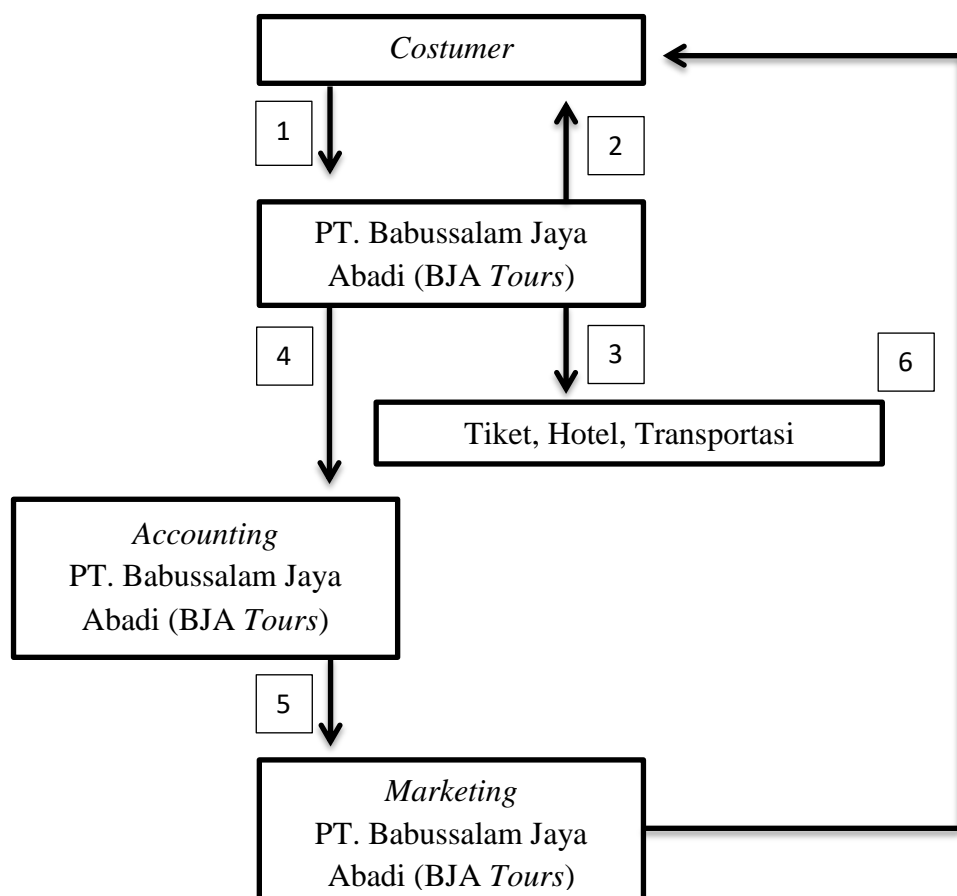 Costumer
1
2
PT. Babussalam Jaya
Abadi (BJA Tours)
4
3
6
Tiket, Hotel, Transportasi
Accounting
PT. Babussalam Jaya
Abadi (BJA Tours)
5
Marketing
PT. Babussalam Jaya
Abadi (BJA Tours)